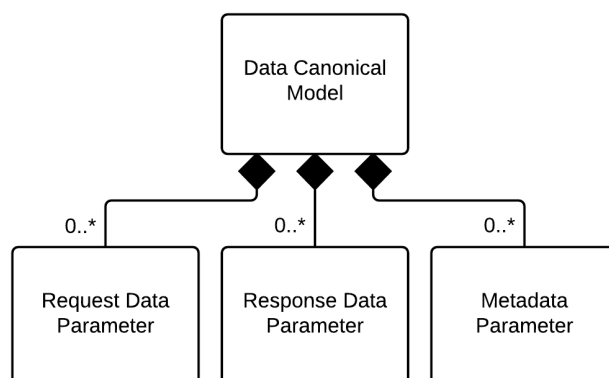 Data Canonical
Model
0..*
0..*
0..*
Request Data
Parameter
Response Data
Parameter
Metadata
Parameter